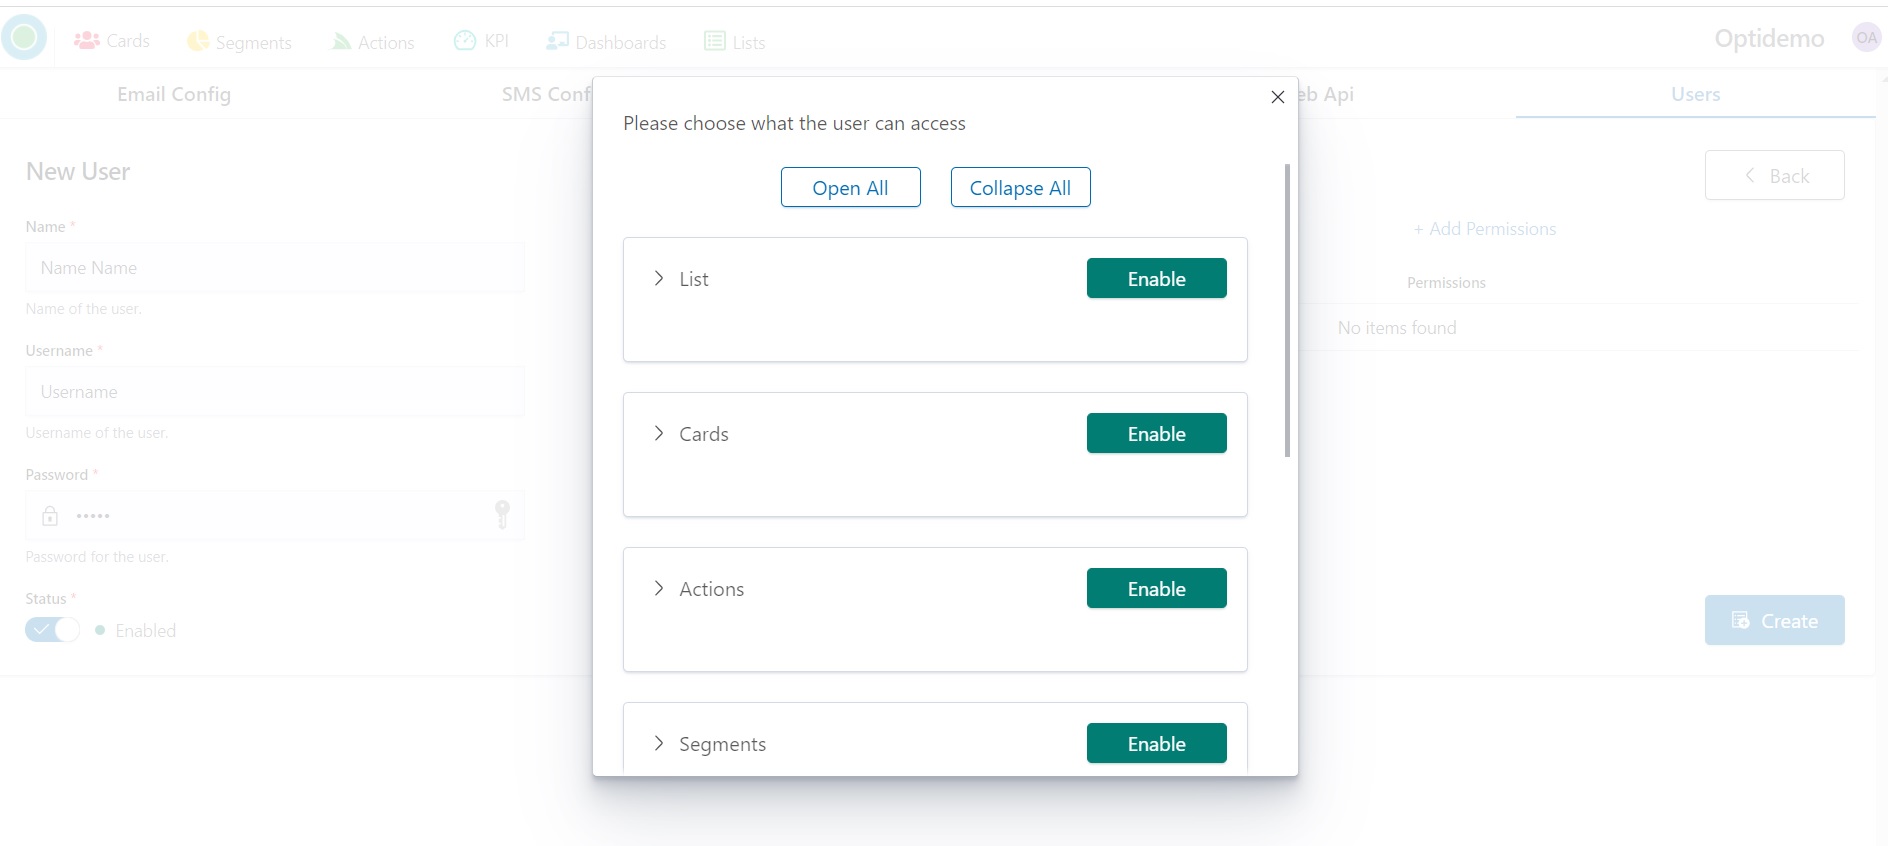 Cards Segments Actions KPI Dashboards Lists Optidemo OA
Email Config SMS Conf eb Api Users
Please choose what the user can access
Open All Collapse All
New User
Back
Name *
Name Name
Name of the user.
+ Add Permissions
Permissions
No items found
List Enable
Username *
Username
Username of the user.
Cards Enable
Password *
•••••
Password for the user.
Actions Enable
Status *
Enabled
Create
Segments Enable